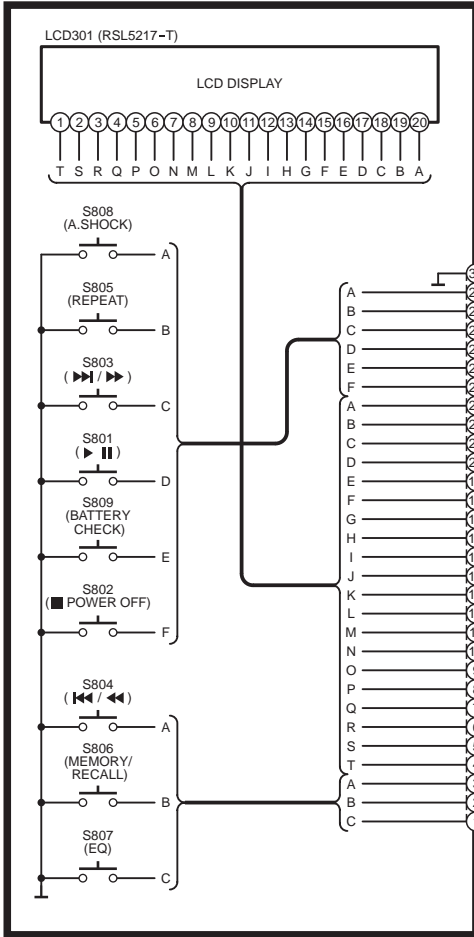 LCD301 (RSL5217-T)
LCD DISPLAY
1 2 3 4 5 6 7 8 9 10 11 12 13 14 15 16 17 18 19 20
T S R Q P O N M L K J I H G F E D C B A
S808
(A.SHOCK)
A
S805
(REPEAT)
B
S803
( ▶▶| / ▶▶ )
C
S801
( ▶ II )
D
S809
(BATTERY
CHECK)
E
S802
(■ POWER OFF)
F
S804
( |◀◀ / ◀◀ )
A
S806
(MEMORY/
RECALL)
B
S807
(EQ)
C
A
B
C
D
E
F
A
B
C
D
E
F
G
H
I
J
K
L
M
N
O
P
Q
R
S
T
A
B
C